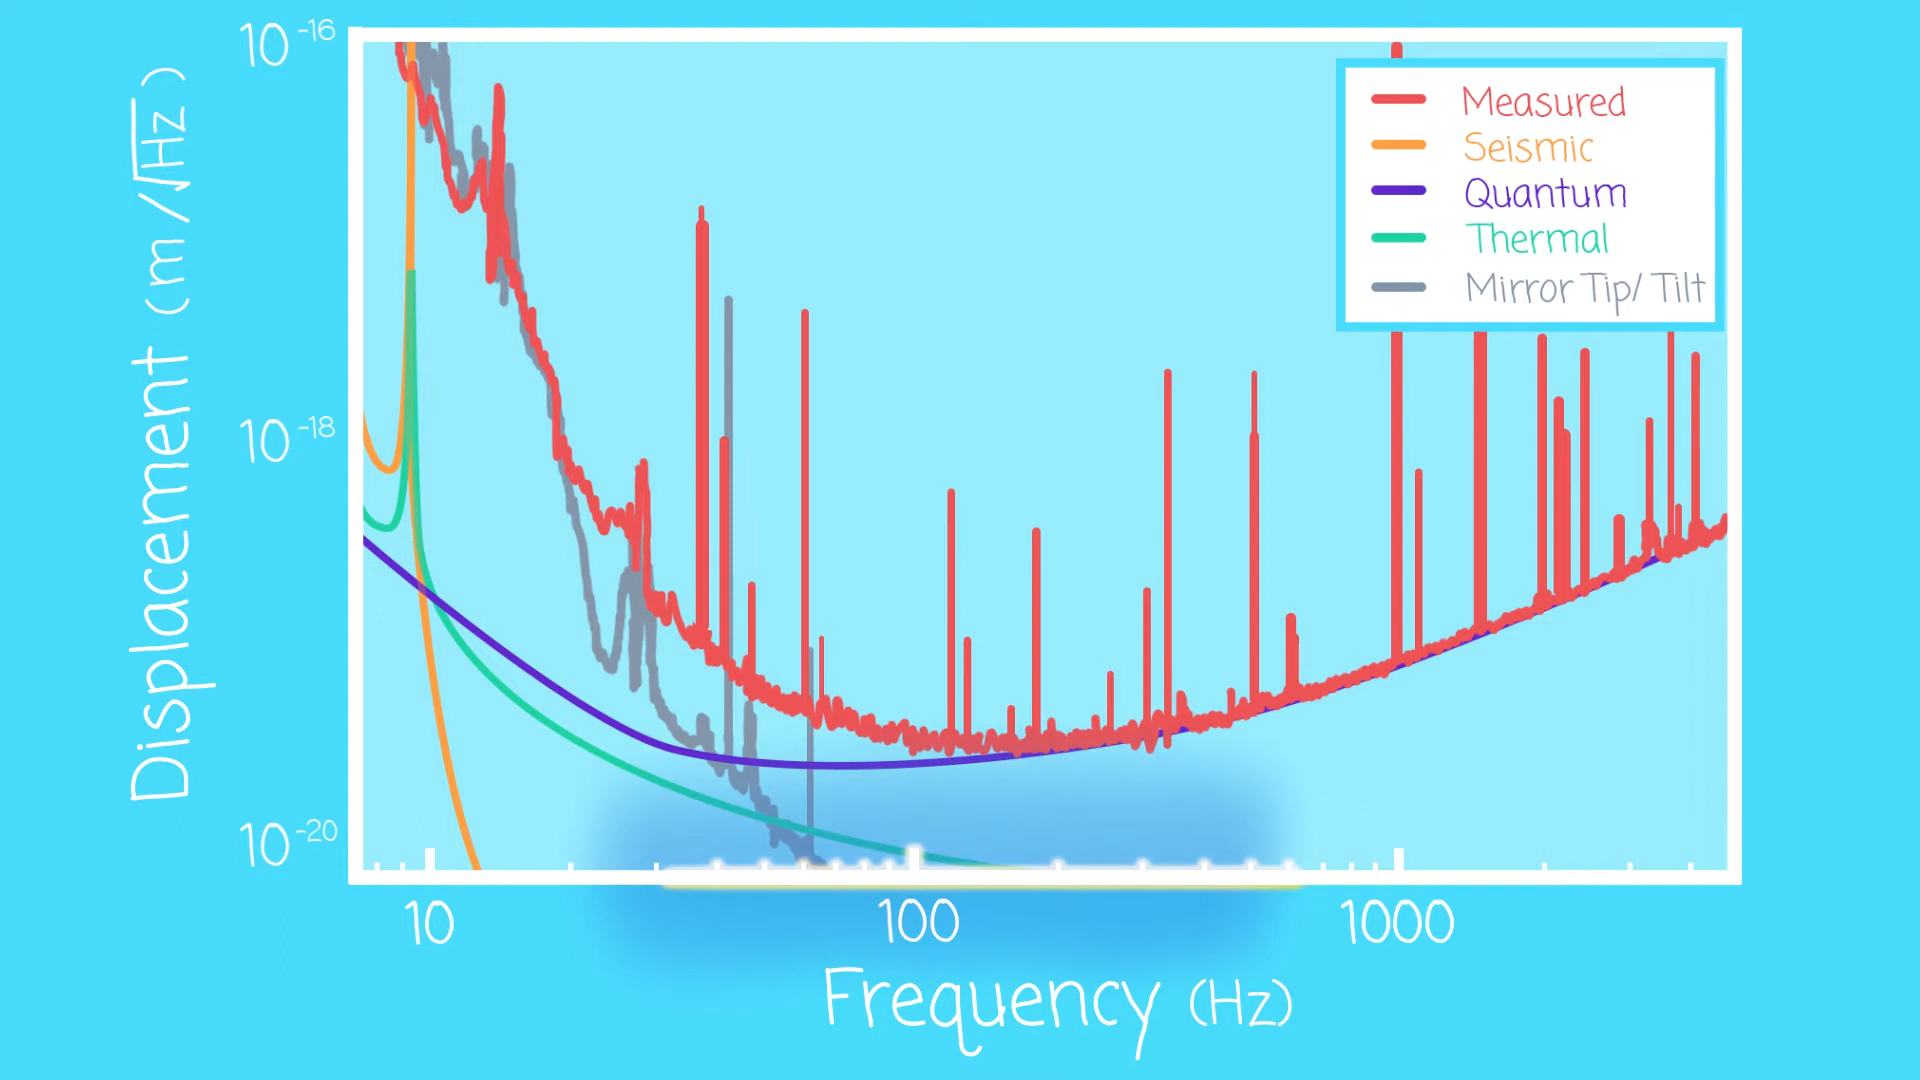 10⁻¹⁶
10⁻¹⁸
10⁻²⁰
Displacement (m/√Hz)
Measured
Seismic
Quantum
Thermal
Mirror Tip/ Tilt
10 100 1000
Frequency (Hz)